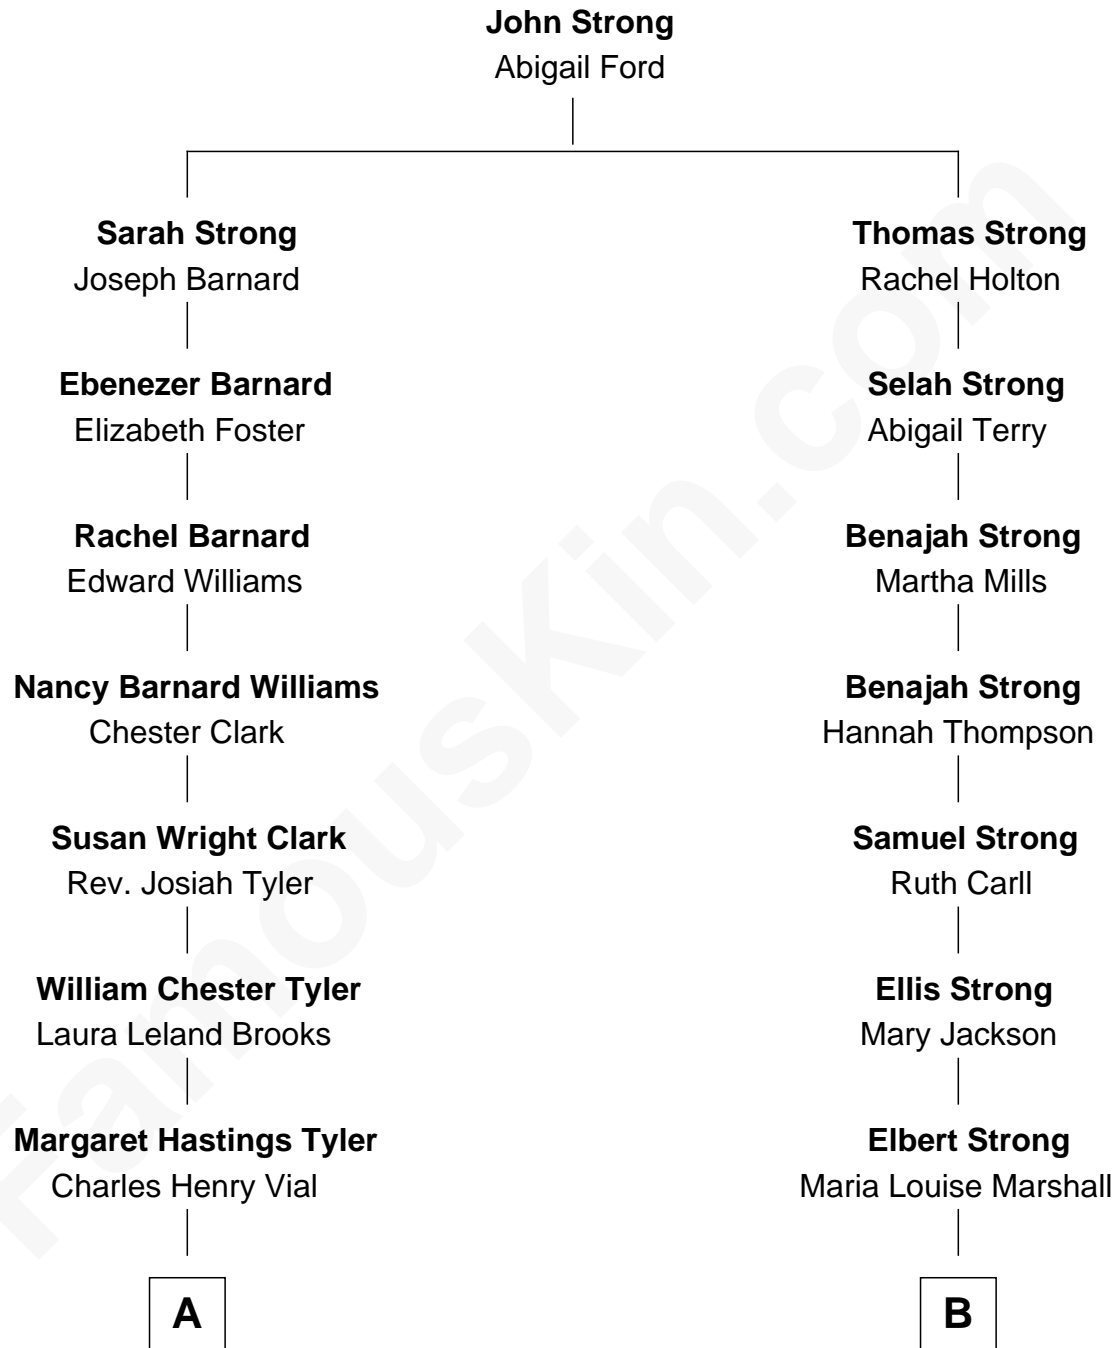 John Strong
Abigail Ford
Sarah Strong
Joseph Barnard
Thomas Strong
Rachel Holton
Ebenezer Barnard
Elizabeth Foster
Selah Strong
Abigail Terry
Rachel Barnard
Edward Williams
Benajah Strong
Martha Mills
Nancy Barnard Williams
Chester Clark
Benajah Strong
Hannah Thompson
Susan Wright Clark
Rev. Josiah Tyler
Samuel Strong
Ruth Carll
William Chester Tyler
Laura Leland Brooks
Ellis Strong
Mary Jackson
Margaret Hastings Tyler
Charles Henry Vial
Elbert Strong
Maria Louise Marshall
A
B
FamousKin.com